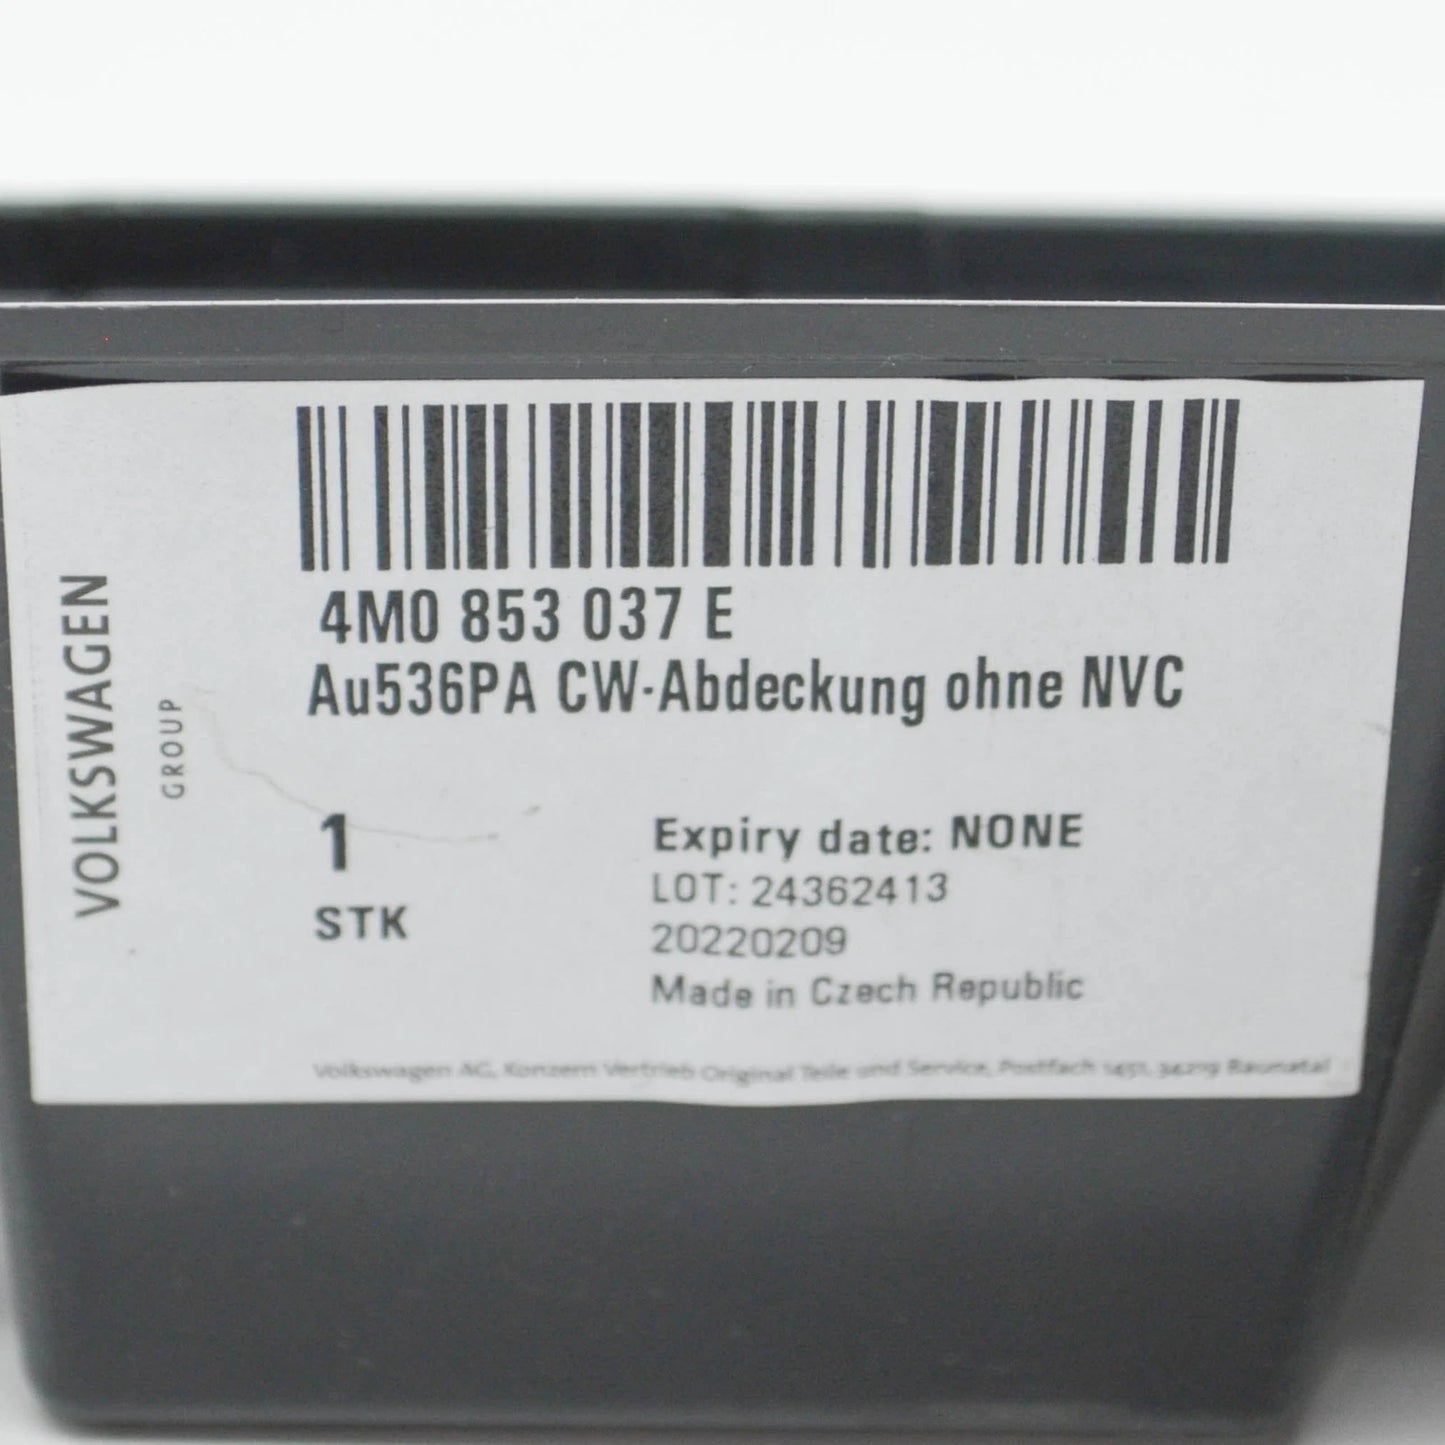 VOLKSWAGEN
GROUP
4M0 853 037 E
Au536PA CW-Abdeckung ohne NVC
1
STK
Expiry date: NONE
LOT: 24362413
20220209
Made in Czech Republic
Volkswagen AG, Konzern Vertrieb Original Teile und Service, Postfach 1451, 34219 Baunatal